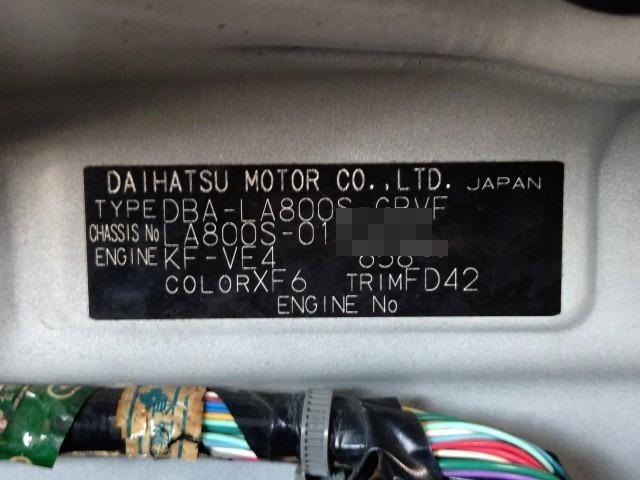 DAIHATSU MOTOR CO.,LTD. JAPAN
TYPE DBA-LA800S-GBVF
CHASSIS No LA800S-01
ENGINE KF-VE4 658
COLOR XF6 TRIM FD42
ENGINE No